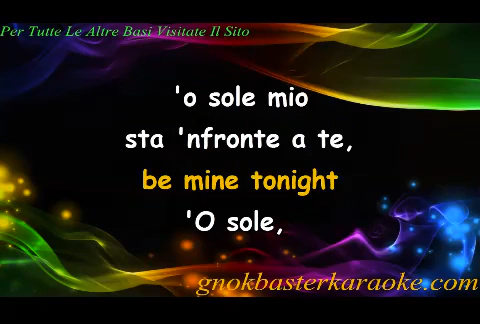 Per Tutte Le Altre Basi Visitate Il Sito
'o sole mio
sta 'nfronte a te,
be mine tonight
'O sole,
gnokbasterkaraoke.com